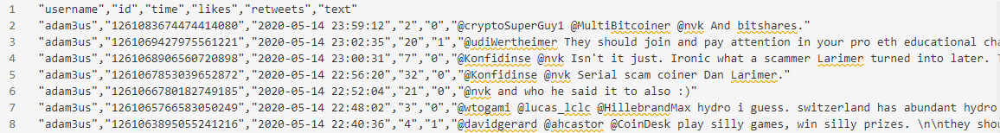 1 "username","id","time","likes","retweets","text"
2 "adam3us","1261083674474414080","2020-05-14 23:59:12","2","0","@cryptoSuperGuy1 @MultiBitcoiner @nvk And bitshares."
3 "adam3us","1261069427975561221","2020-05-14 23:02:35","20","1","@udiWertheimer They should join and pay attention in your pro eth educational cha
4 "adam3us","1261068906560720898","2020-05-14 23:00:31","7","0","@Konfidinse @nvk Isn't it just. Ironic what a scammer Larimer turned into later. T
5 "adam3us","1261067853039652872","2020-05-14 22:56:20","32","0","@Konfidinse @nvk Serial scam coiner Dan Larimer."
6 "adam3us","1261066780182749185","2020-05-14 22:52:04","21","0","@nvk and who he said it to also :)"
7 "adam3us","1261065766583050249","2020-05-14 22:48:02","3","0","@wtogami @lucas_lclc @HillebrandMax hydro i guess. switzerland has abundant hydro
8 "adam3us","1261063895055241216","2020-05-14 22:40:36","4","1","@davidgerard @ahcastor @CoinDesk play silly games, win silly prizes. \n\nthey shou